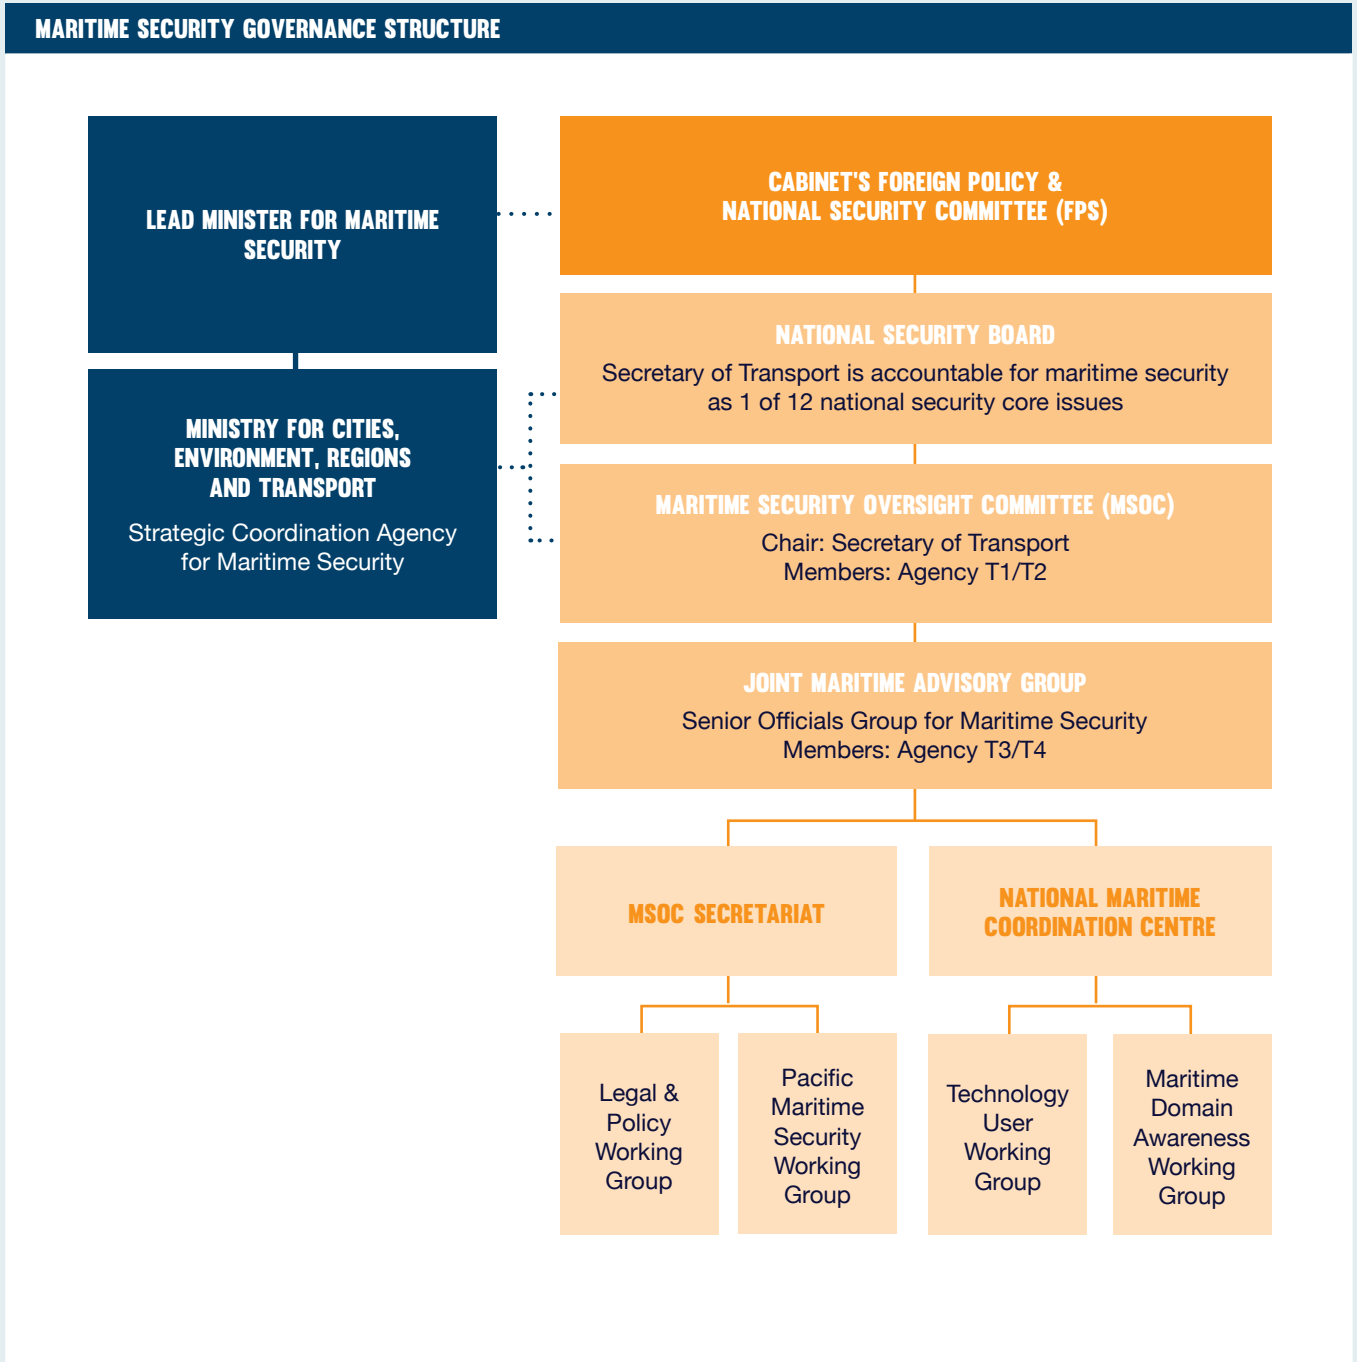 MARITIME SECURITY GOVERNANCE STRUCTURE
LEAD MINISTER FOR MARITIME
SECURITY
CABINET'S FOREIGN POLICY &
NATIONAL SECURITY COMMITTEE (FPS)
NATIONAL SECURITY BOARD
Secretary of Transport is accountable for maritime security
as 1 of 12 national security core issues
MINISTRY FOR CITIES,
ENVIRONMENT, REGIONS
AND TRANSPORT
Strategic Coordination Agency
for Maritime Security
MARITIME SECURITY OVERSIGHT COMMITTEE (MSOC)
Chair: Secretary of Transport
Members: Agency T1/T2
JOINT MARITIME ADVISORY GROUP
Senior Officials Group for Maritime Security
Members: Agency T3/T4
MSOC SECRETARIAT
NATIONAL MARITIME
COORDINATION CENTRE
Legal &
Policy
Working
Group
Pacific
Maritime
Security
Working
Group
Technology
User
Working
Group
Maritime
Domain
Awareness
Working
Group